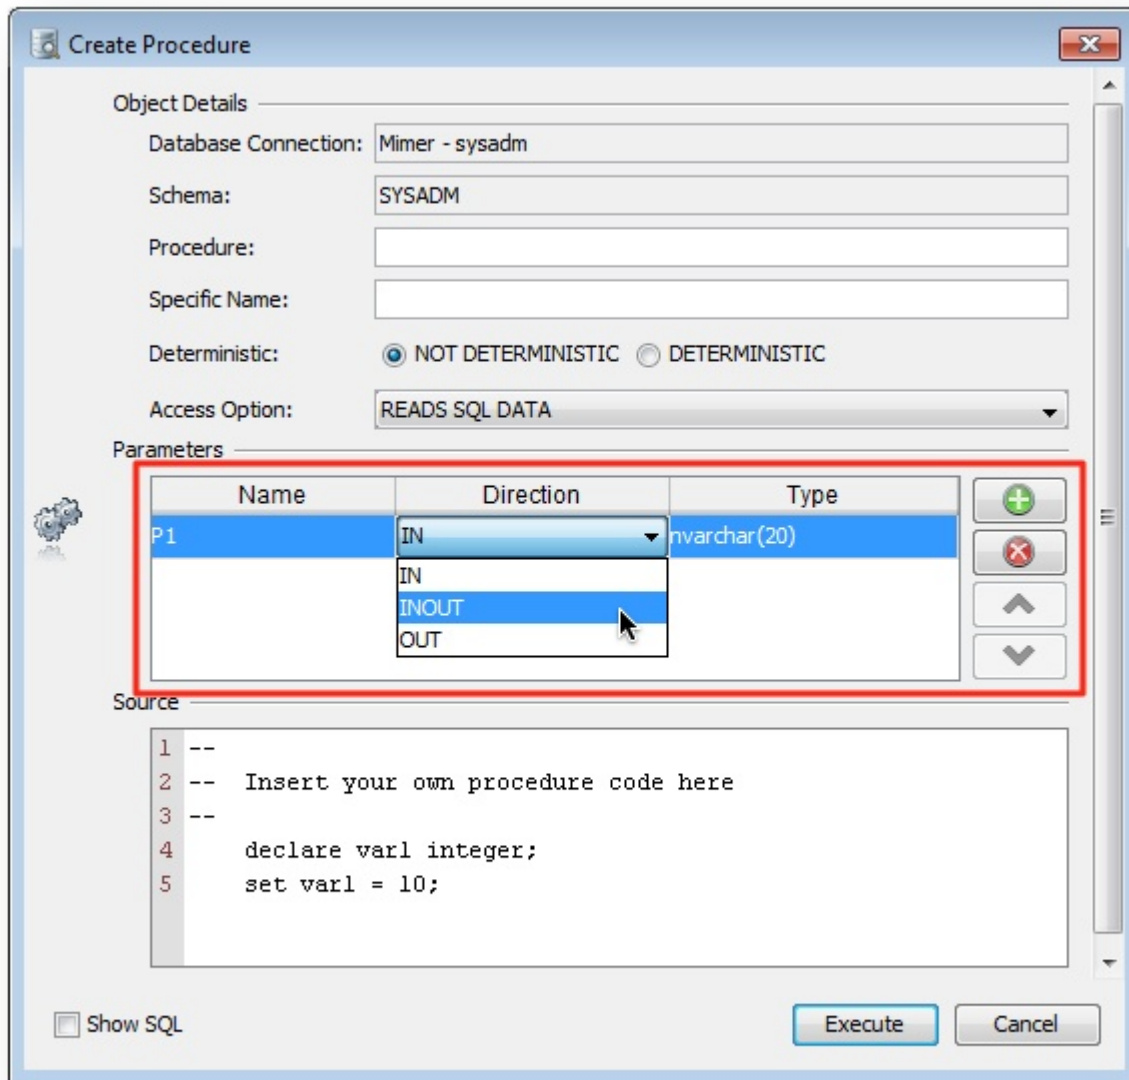 Create Procedure
Object Details
Database Connection: Mimer - sysadm
Schema: SYSADM
Procedure:
Specific Name:
Deterministic: NOT DETERMINISTIC DETERMINISTIC
Access Option: READS SQL DATA
Parameters
Name Direction Type
P1 IN nvarchar(20)
IN
INOUT
OUT
Source
1 --
2 -- Insert your own procedure code here
3 --
4 declare var1 integer;
5 set var1 = 10;
Show SQL Execute Cancel